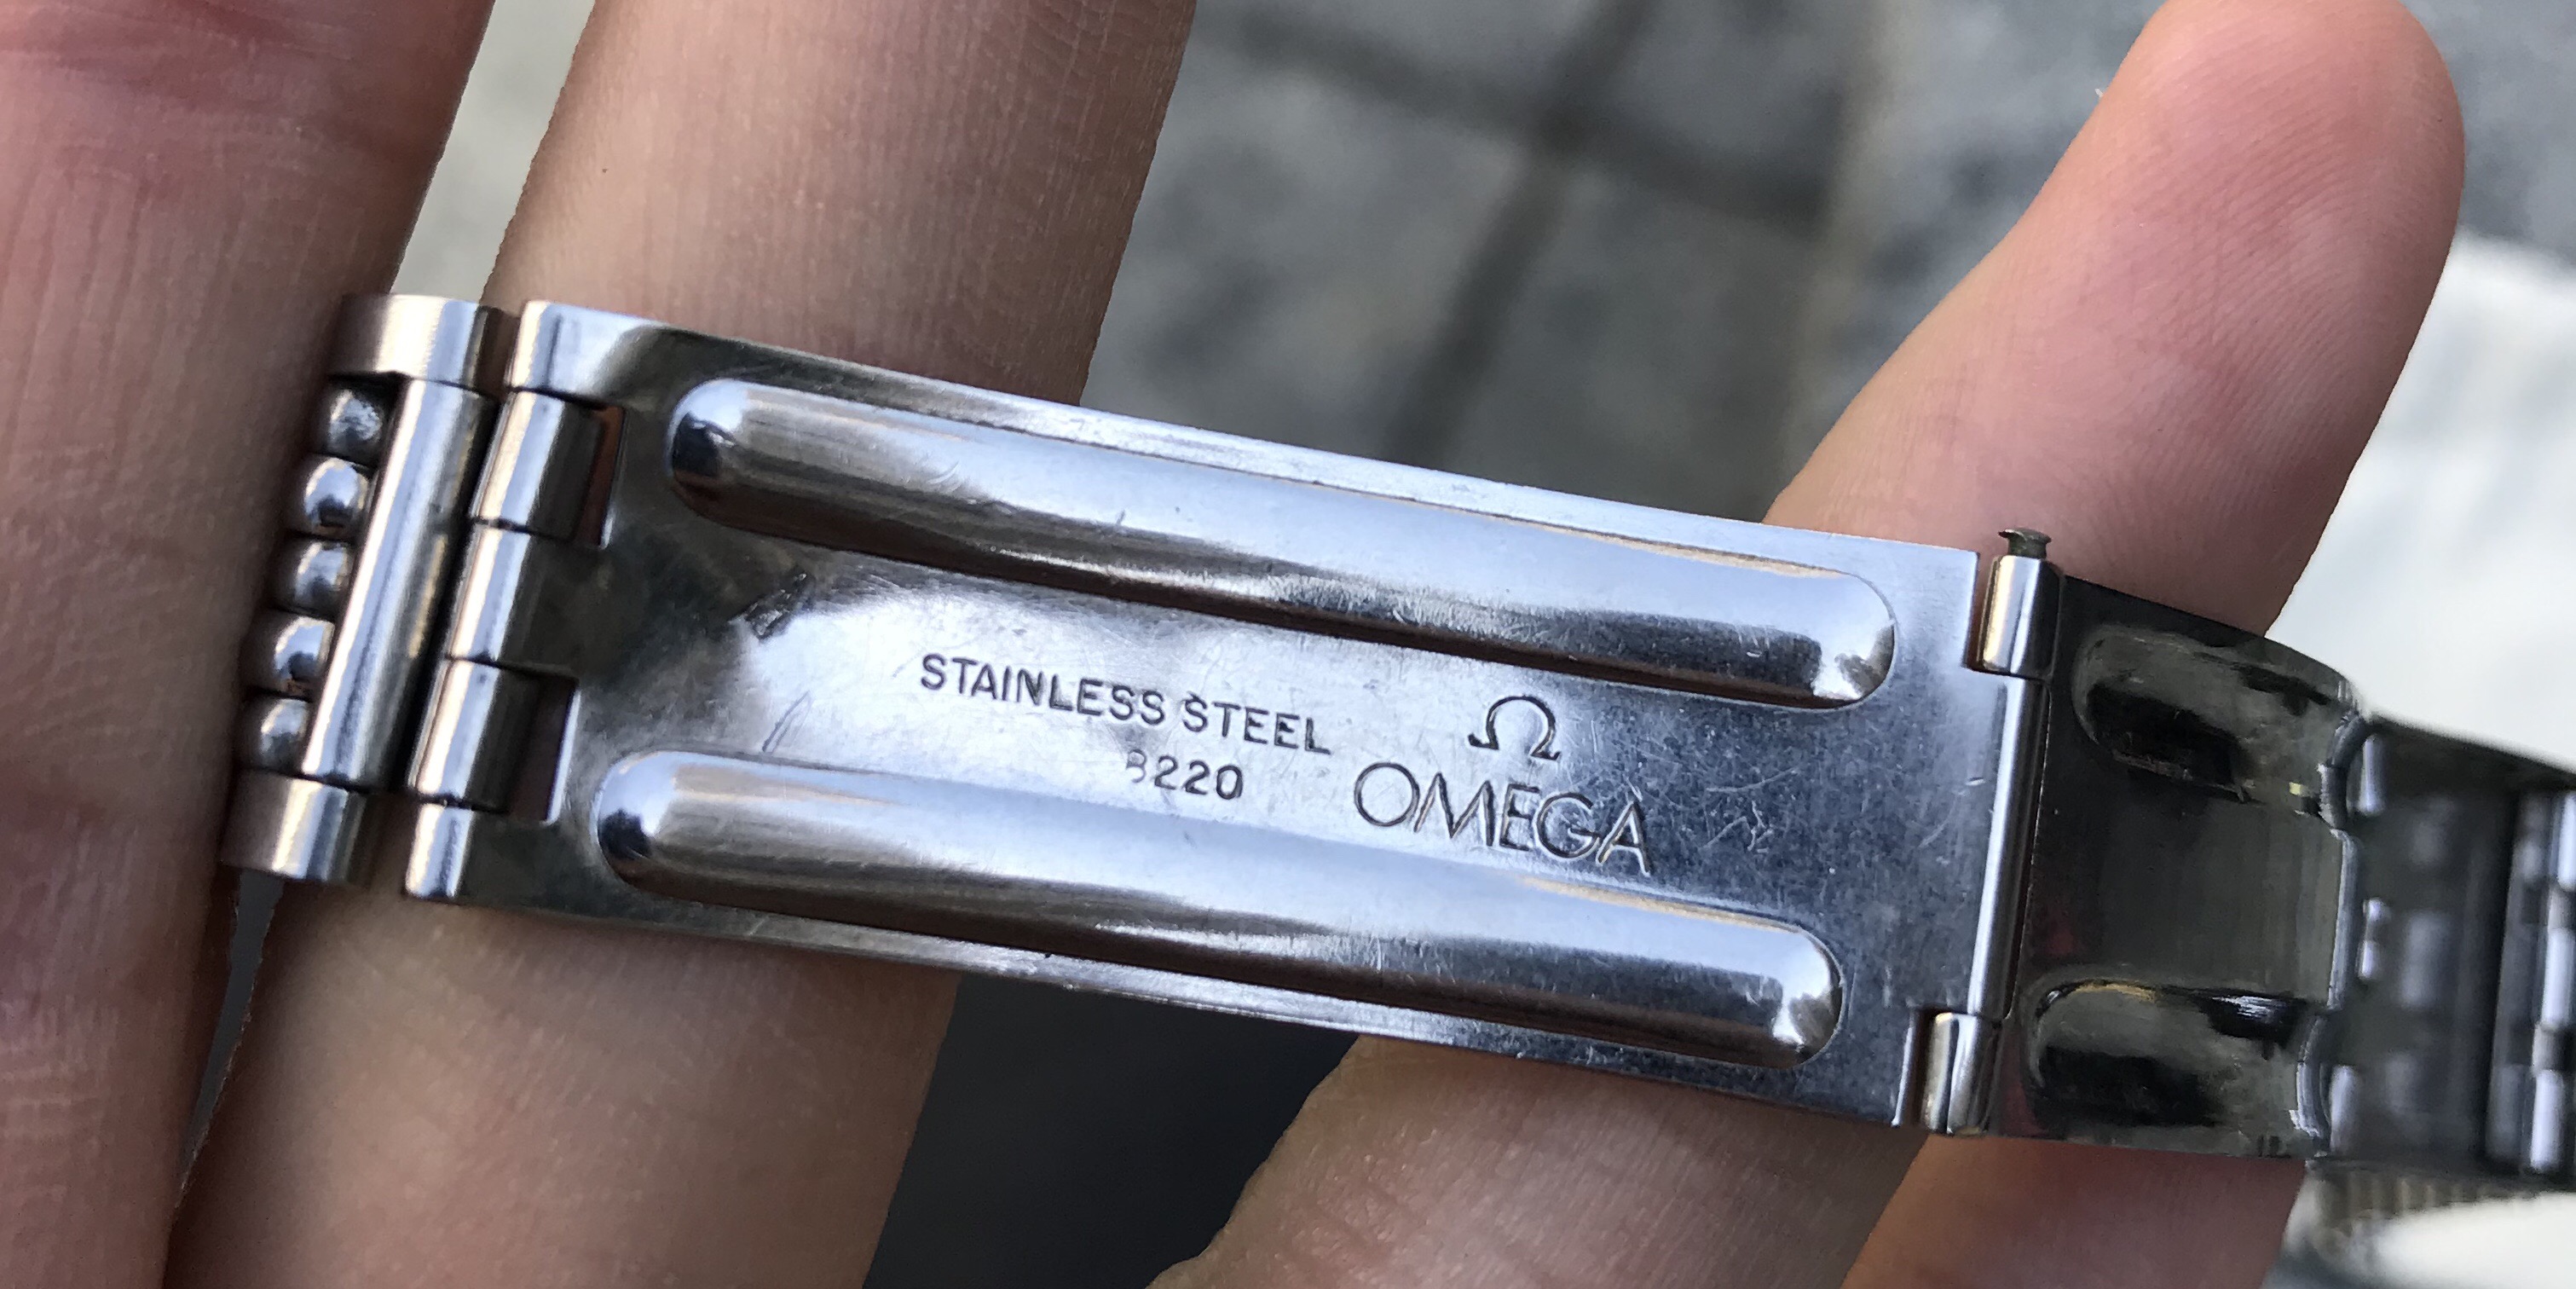 STAINLESS STEEL
8220
Ω
OMEGA